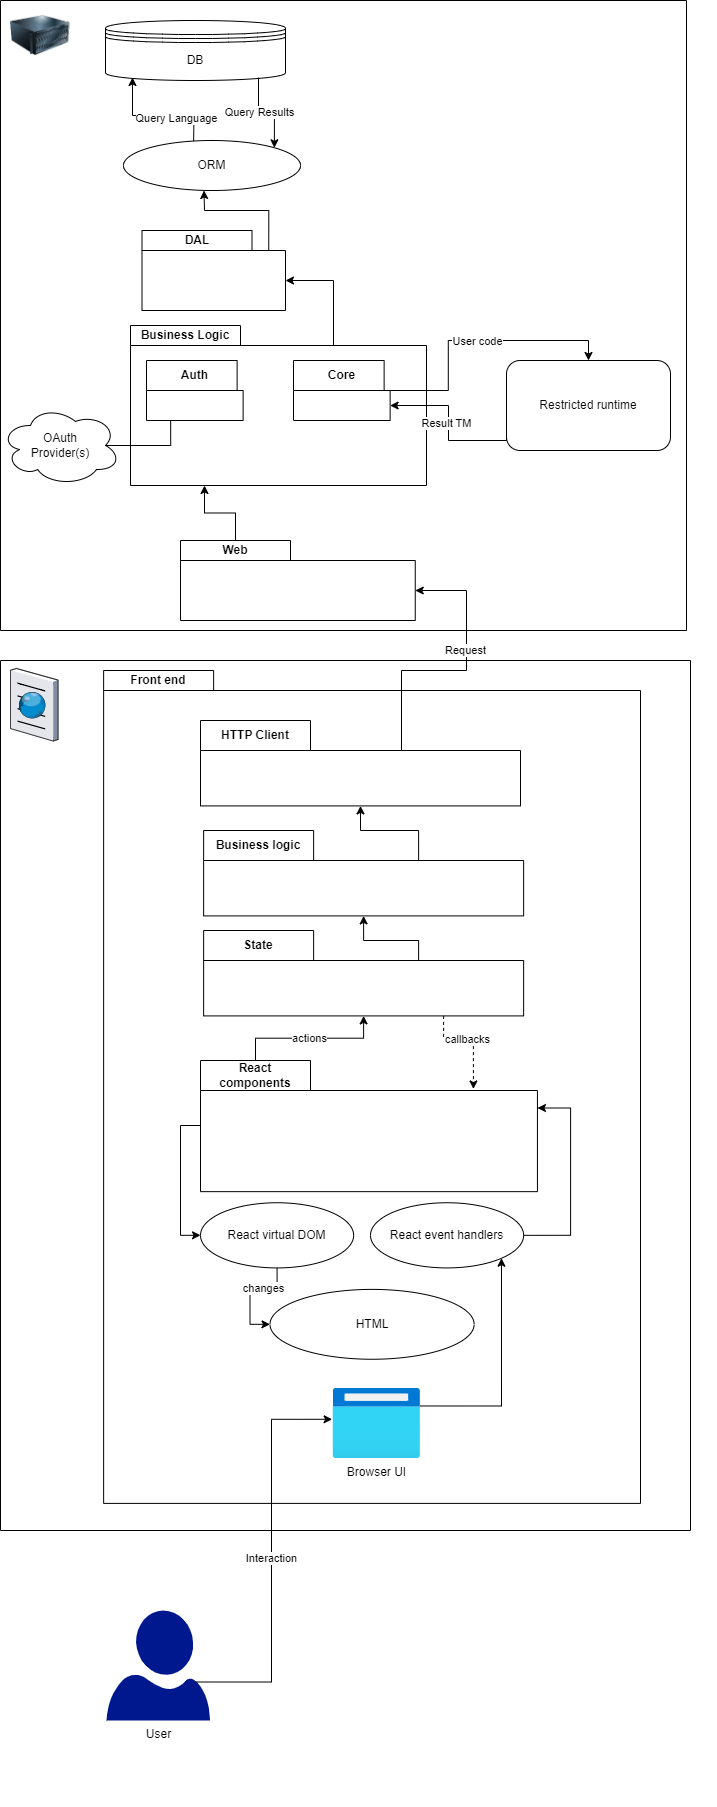 DB
Query Language
Query Results
ORM
DAL
Business Logic
Auth
Core
User code
Restricted runtime
Result TM
OAuth
Provider(s)
Web
Request
Front end
HTTP Client
Business logic
State
actions
callbacks
React
components
React virtual DOM
React event handlers
changes
HTML
Browser UI
Interaction
User